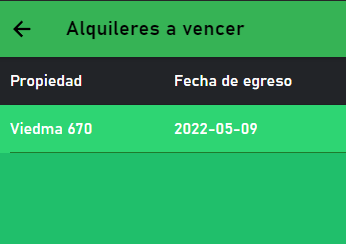 Alquileres a vencer
Propiedad Fecha de egreso
Viedma 670 2022-05-09